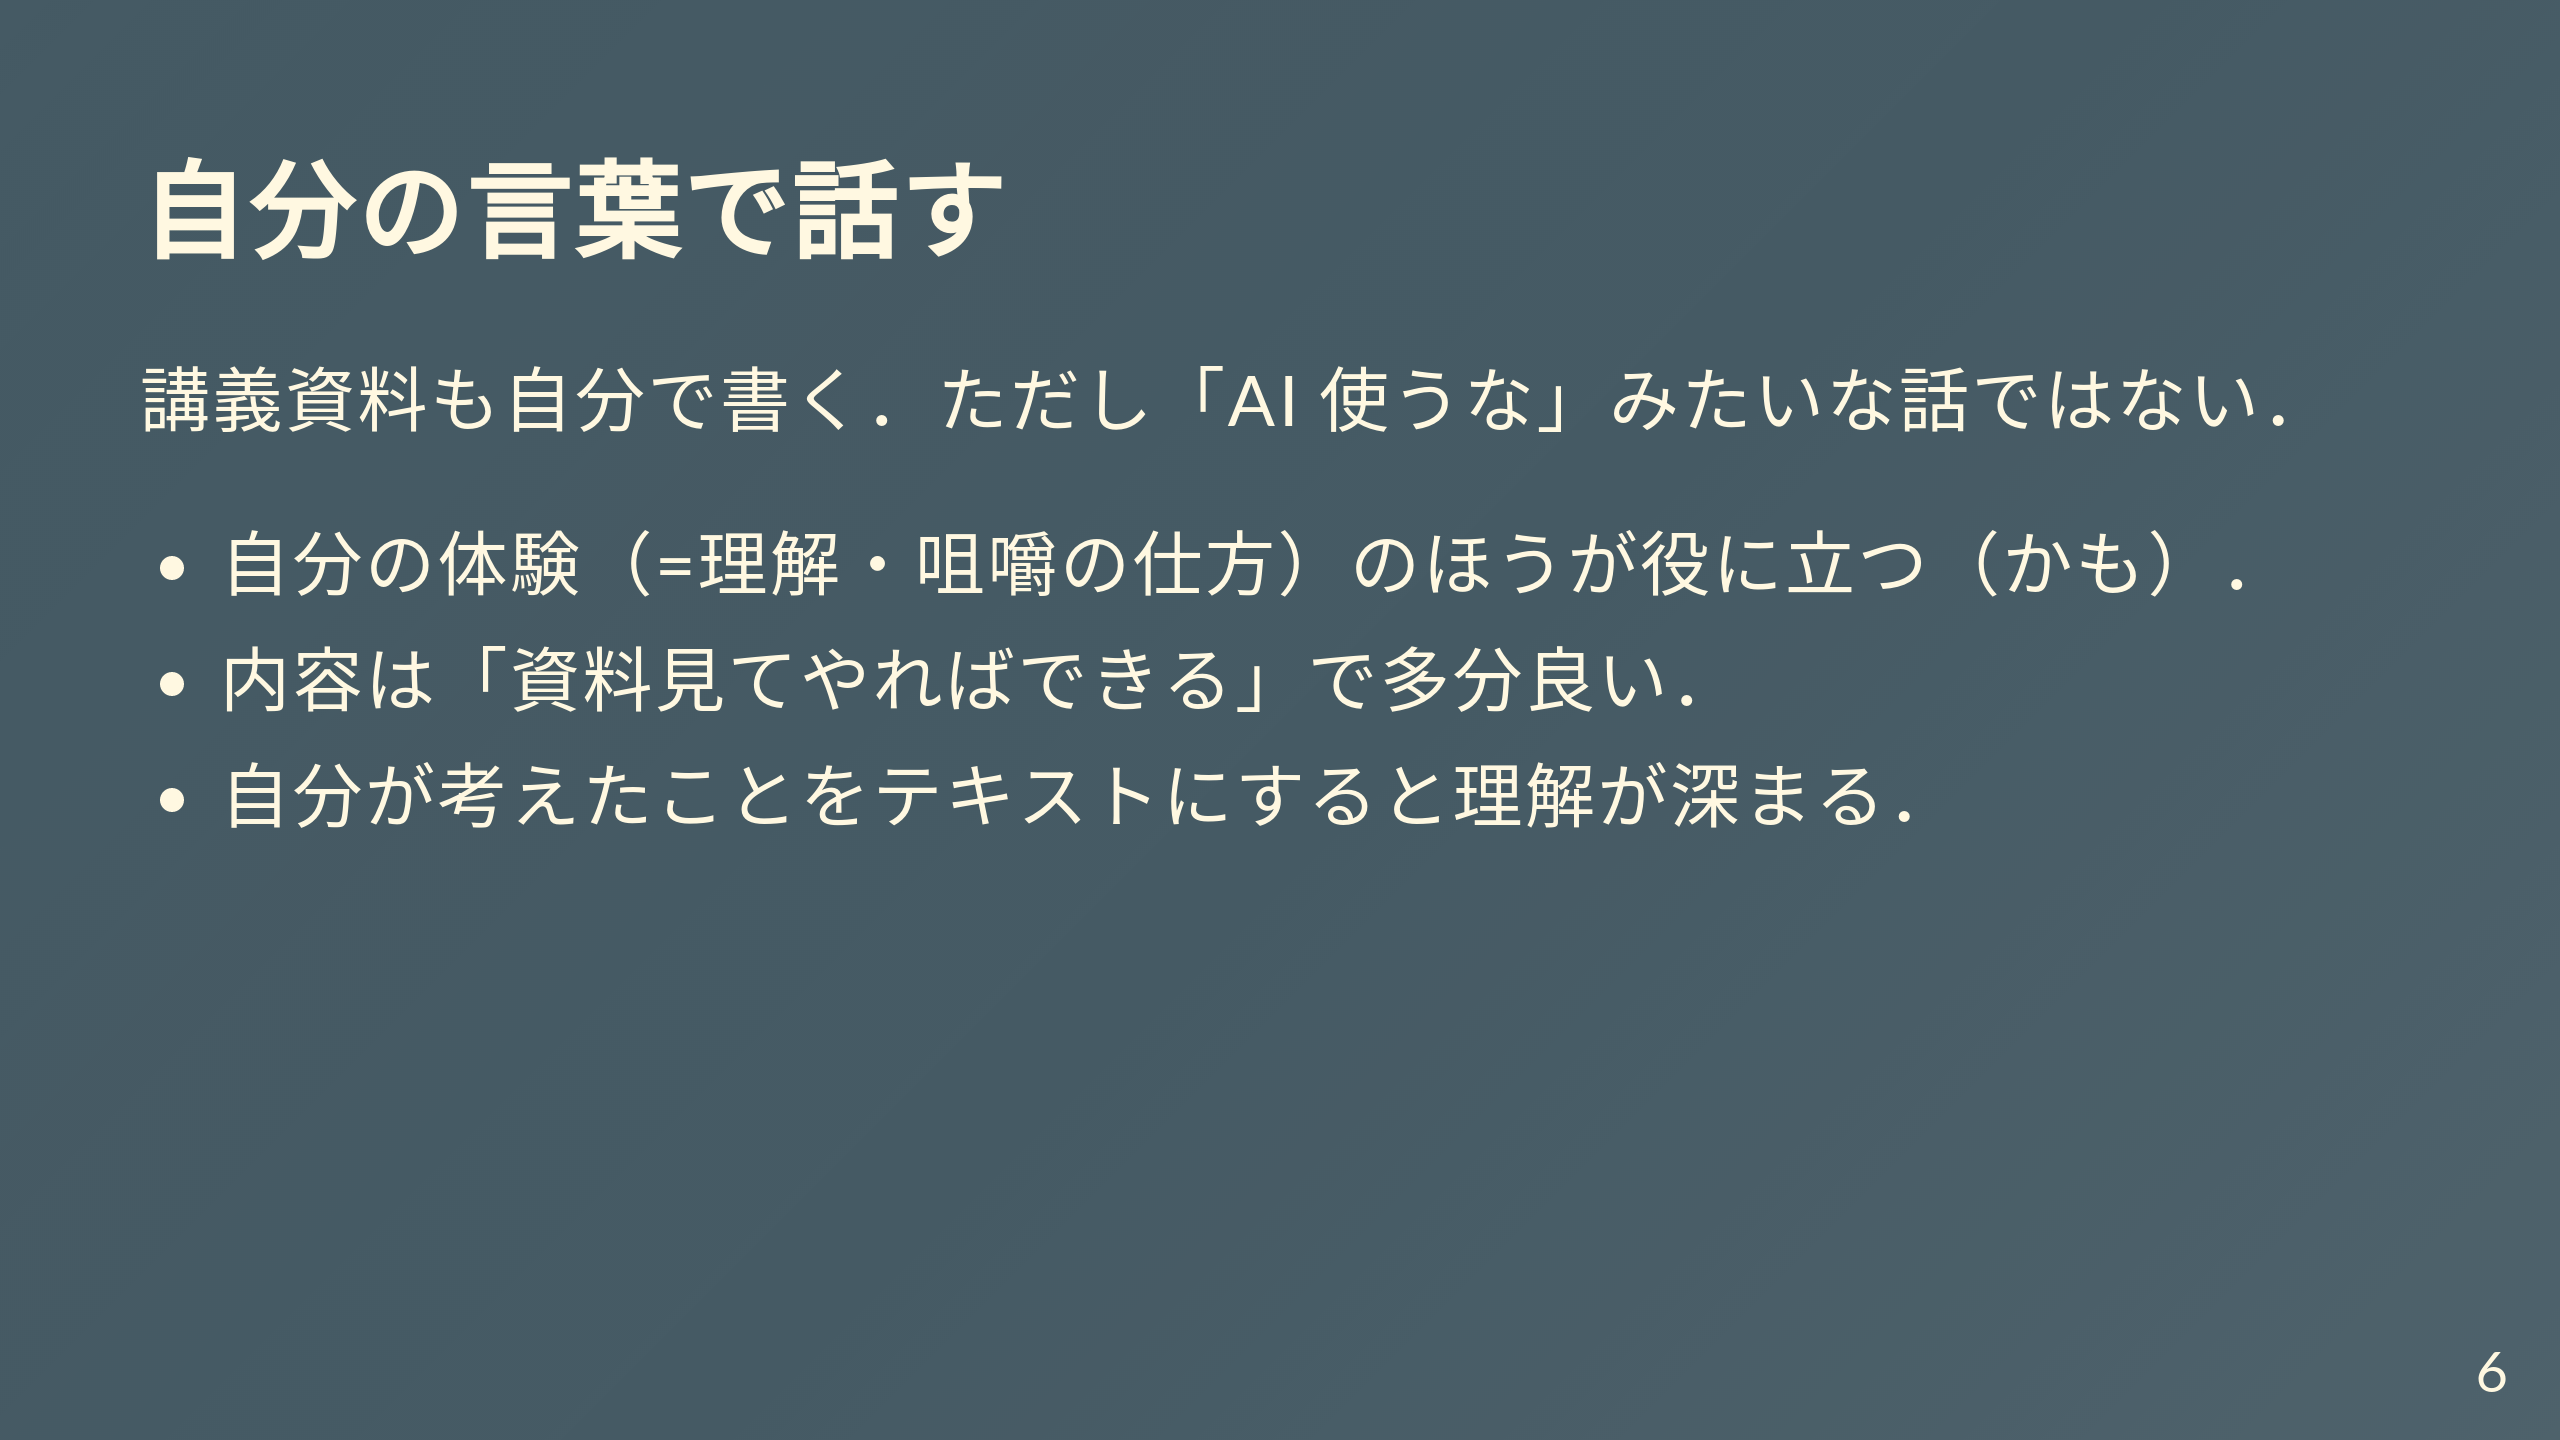 自分の言葉で話す
講義資料も自分で書く．ただし「AI 使うな」みたいな話ではない．
• 自分の体験（=理解・咀嚼の仕方）のほうが役に立つ（かも）．
• 内容は「資料見てやればできる」で多分良い．
• 自分が考えたことをテキストにすると理解が深まる．
6